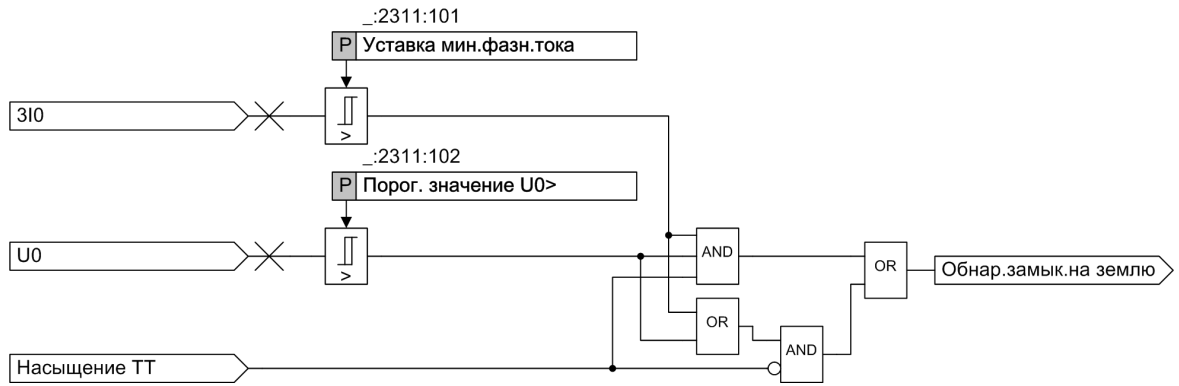 _:2311:101
P Уставка мин.фазн.тока
3I0
>
_:2311:102
P Порог. значение U0>
U0
>
AND
OR
Обнар.замык.на землю
OR
AND
Насыщение ТТ